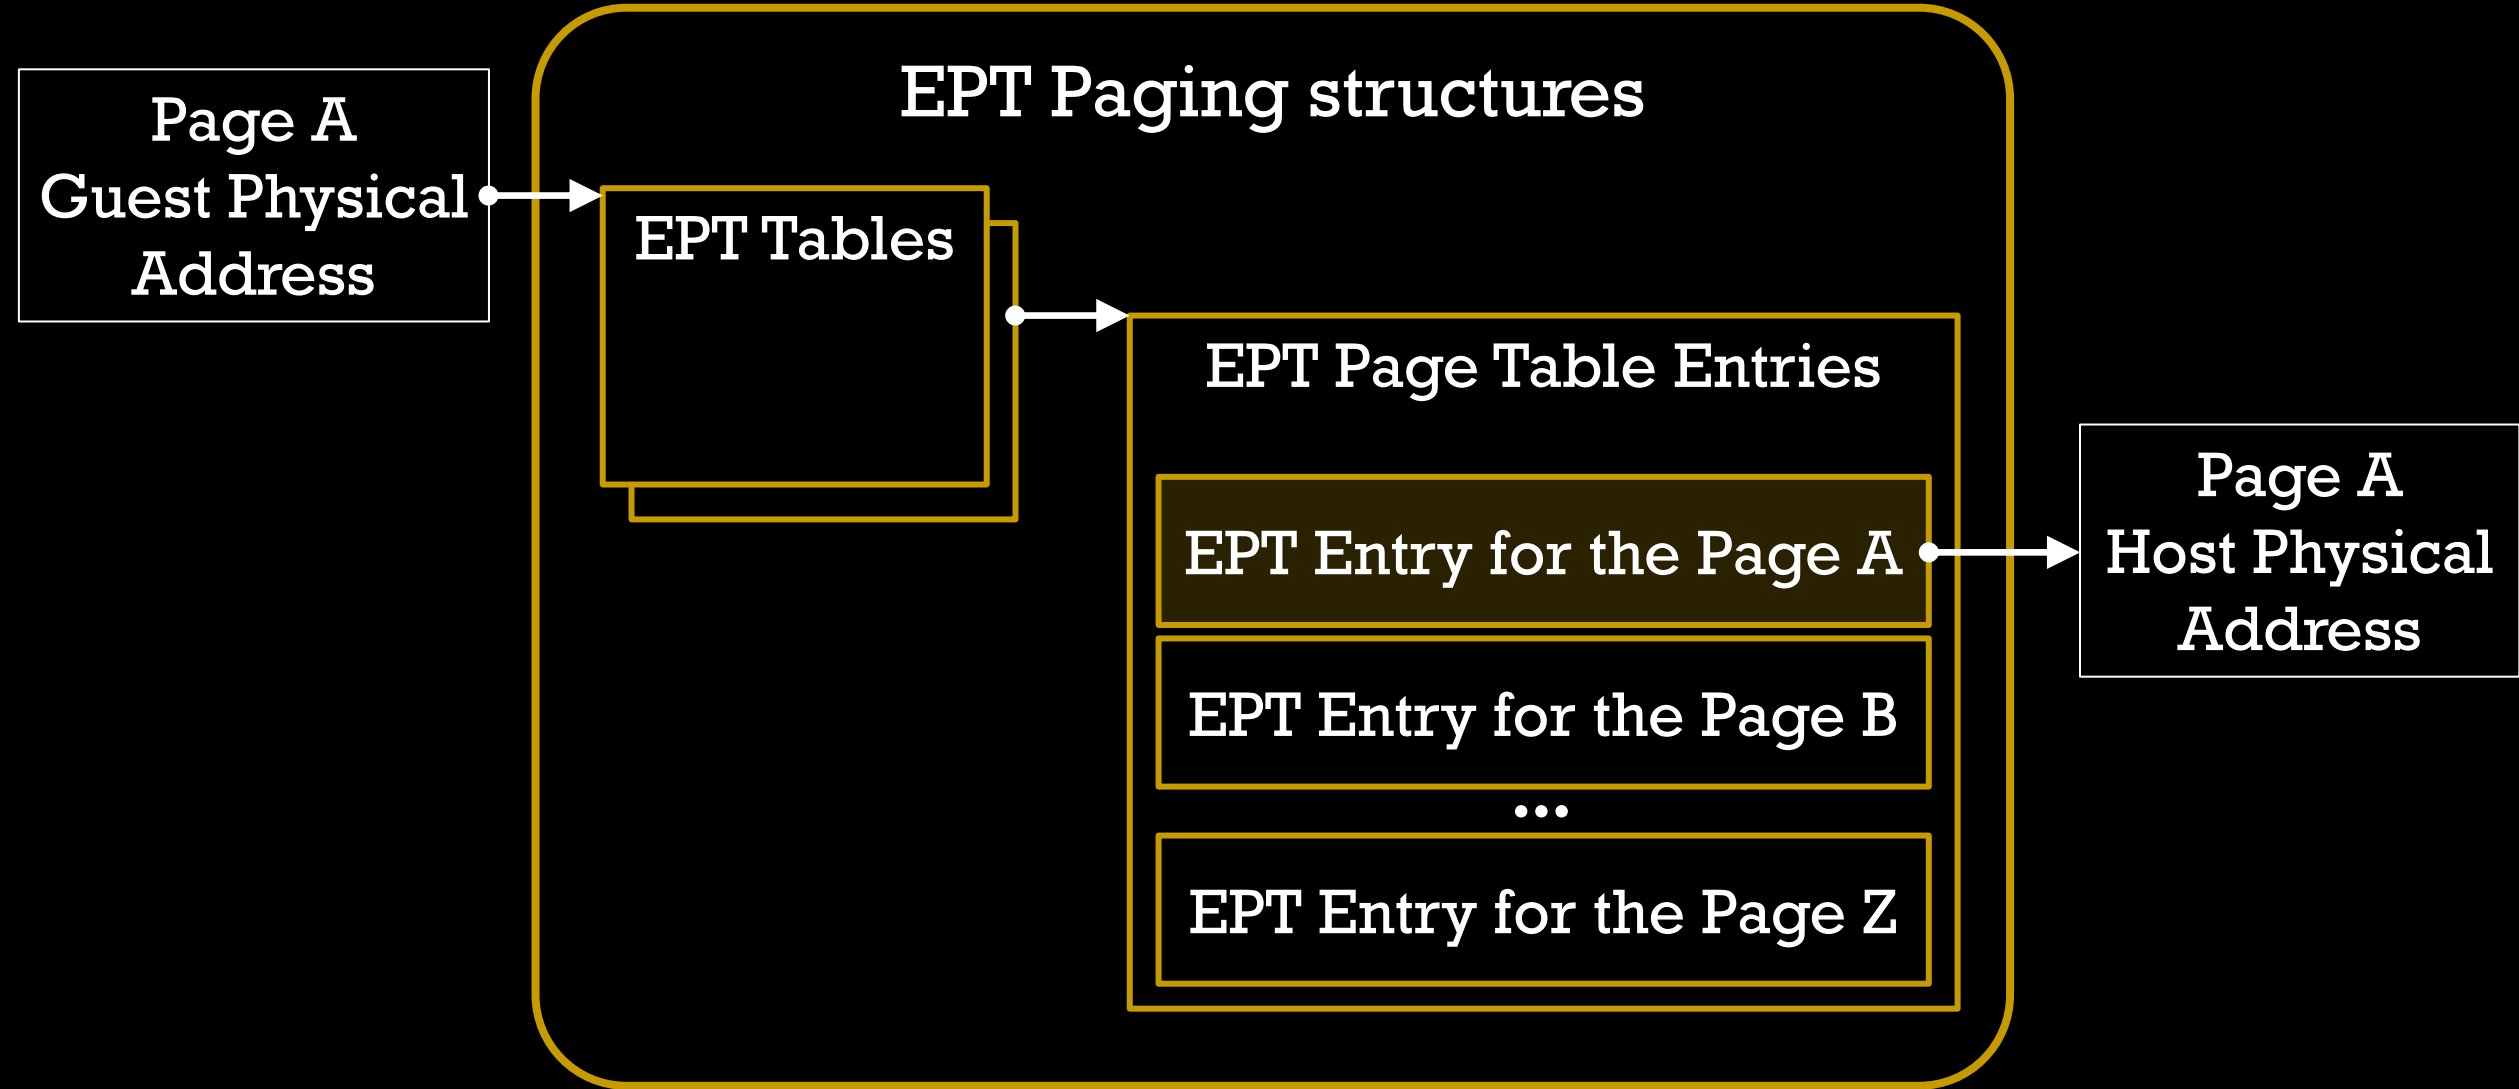 EPT Paging structures
Page A
Guest Physical
Address
EPT Tables
EPT Page Table Entries
EPT Entry for the Page A
EPT Entry for the Page B
...
EPT Entry for the Page Z
Page A
Host Physical
Address